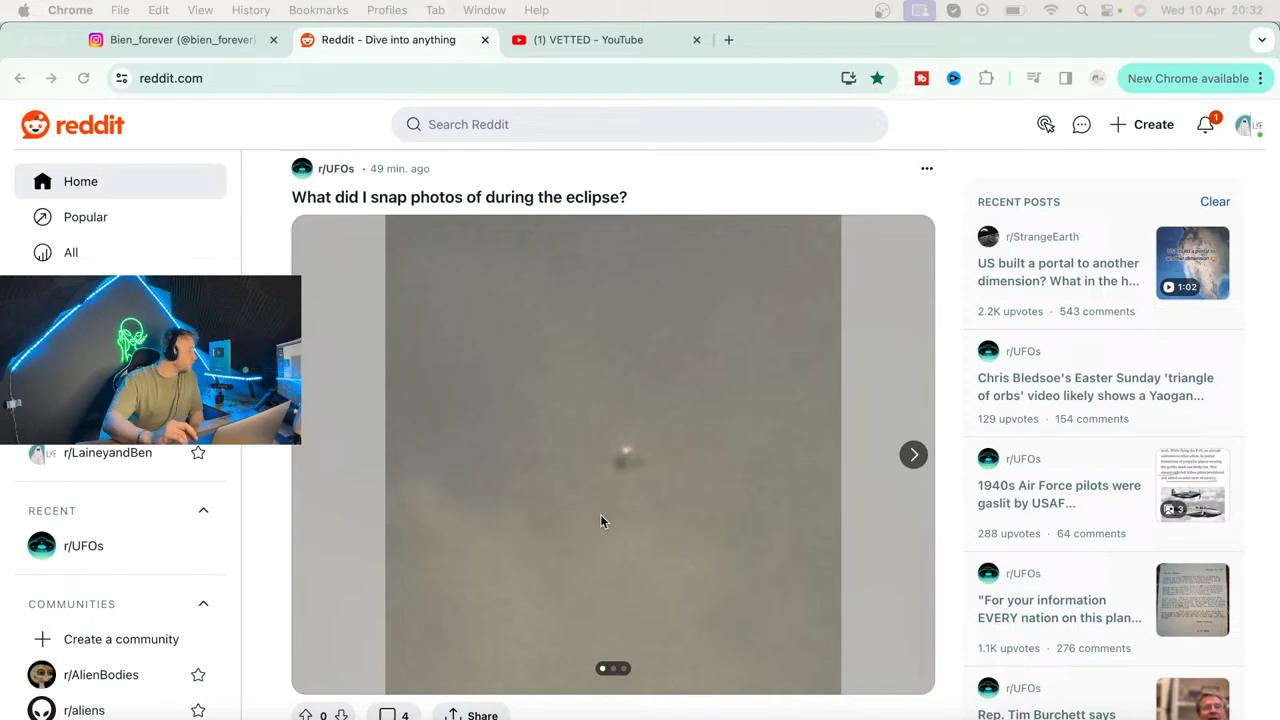 Chrome File Edit View History Bookmarks Profiles Tab Window Help Wed 10 Apr 20:32
Bien_forever (@bien_forever) Reddit - Dive into anything (1) VETTED - YouTube
reddit.com New Chrome available
reddit Search Reddit Create 1
Home
Popular
All
r/LaineyandBen
RECENT
r/UFOs
COMMUNITIES
Create a community
r/AlienBodies
r/aliens
r/UFOs • 49 min. ago
What did I snap photos of during the eclipse?
0 4 Share
RECENT POSTS Clear
r/StrangeEarth
US build a portal to another
dimension? What in the h...
1:02
2.2K upvotes · 543 comments
r/UFOs
Chris Bledsoe's Easter Sunday 'triangle
of orbs' video likely shows a Yaogan...
129 upvotes · 154 comments
r/UFOs
1940s Air Force pilots were
gaslit by USAF...
3
288 upvotes · 64 comments
r/UFOs
"For your information
EVERY nation on this plan...
1.1K upvotes · 276 comments
r/UFOs
Rep. Tim Burchett says